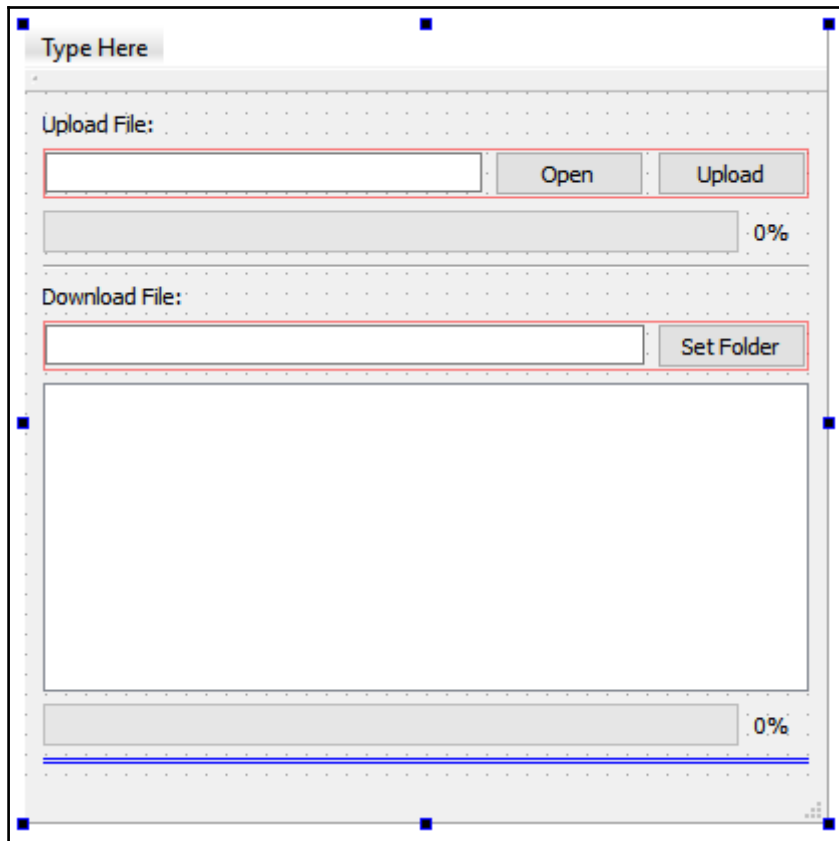 Type Here
Upload File:
Open Upload
0%
Download File:
Set Folder
0%